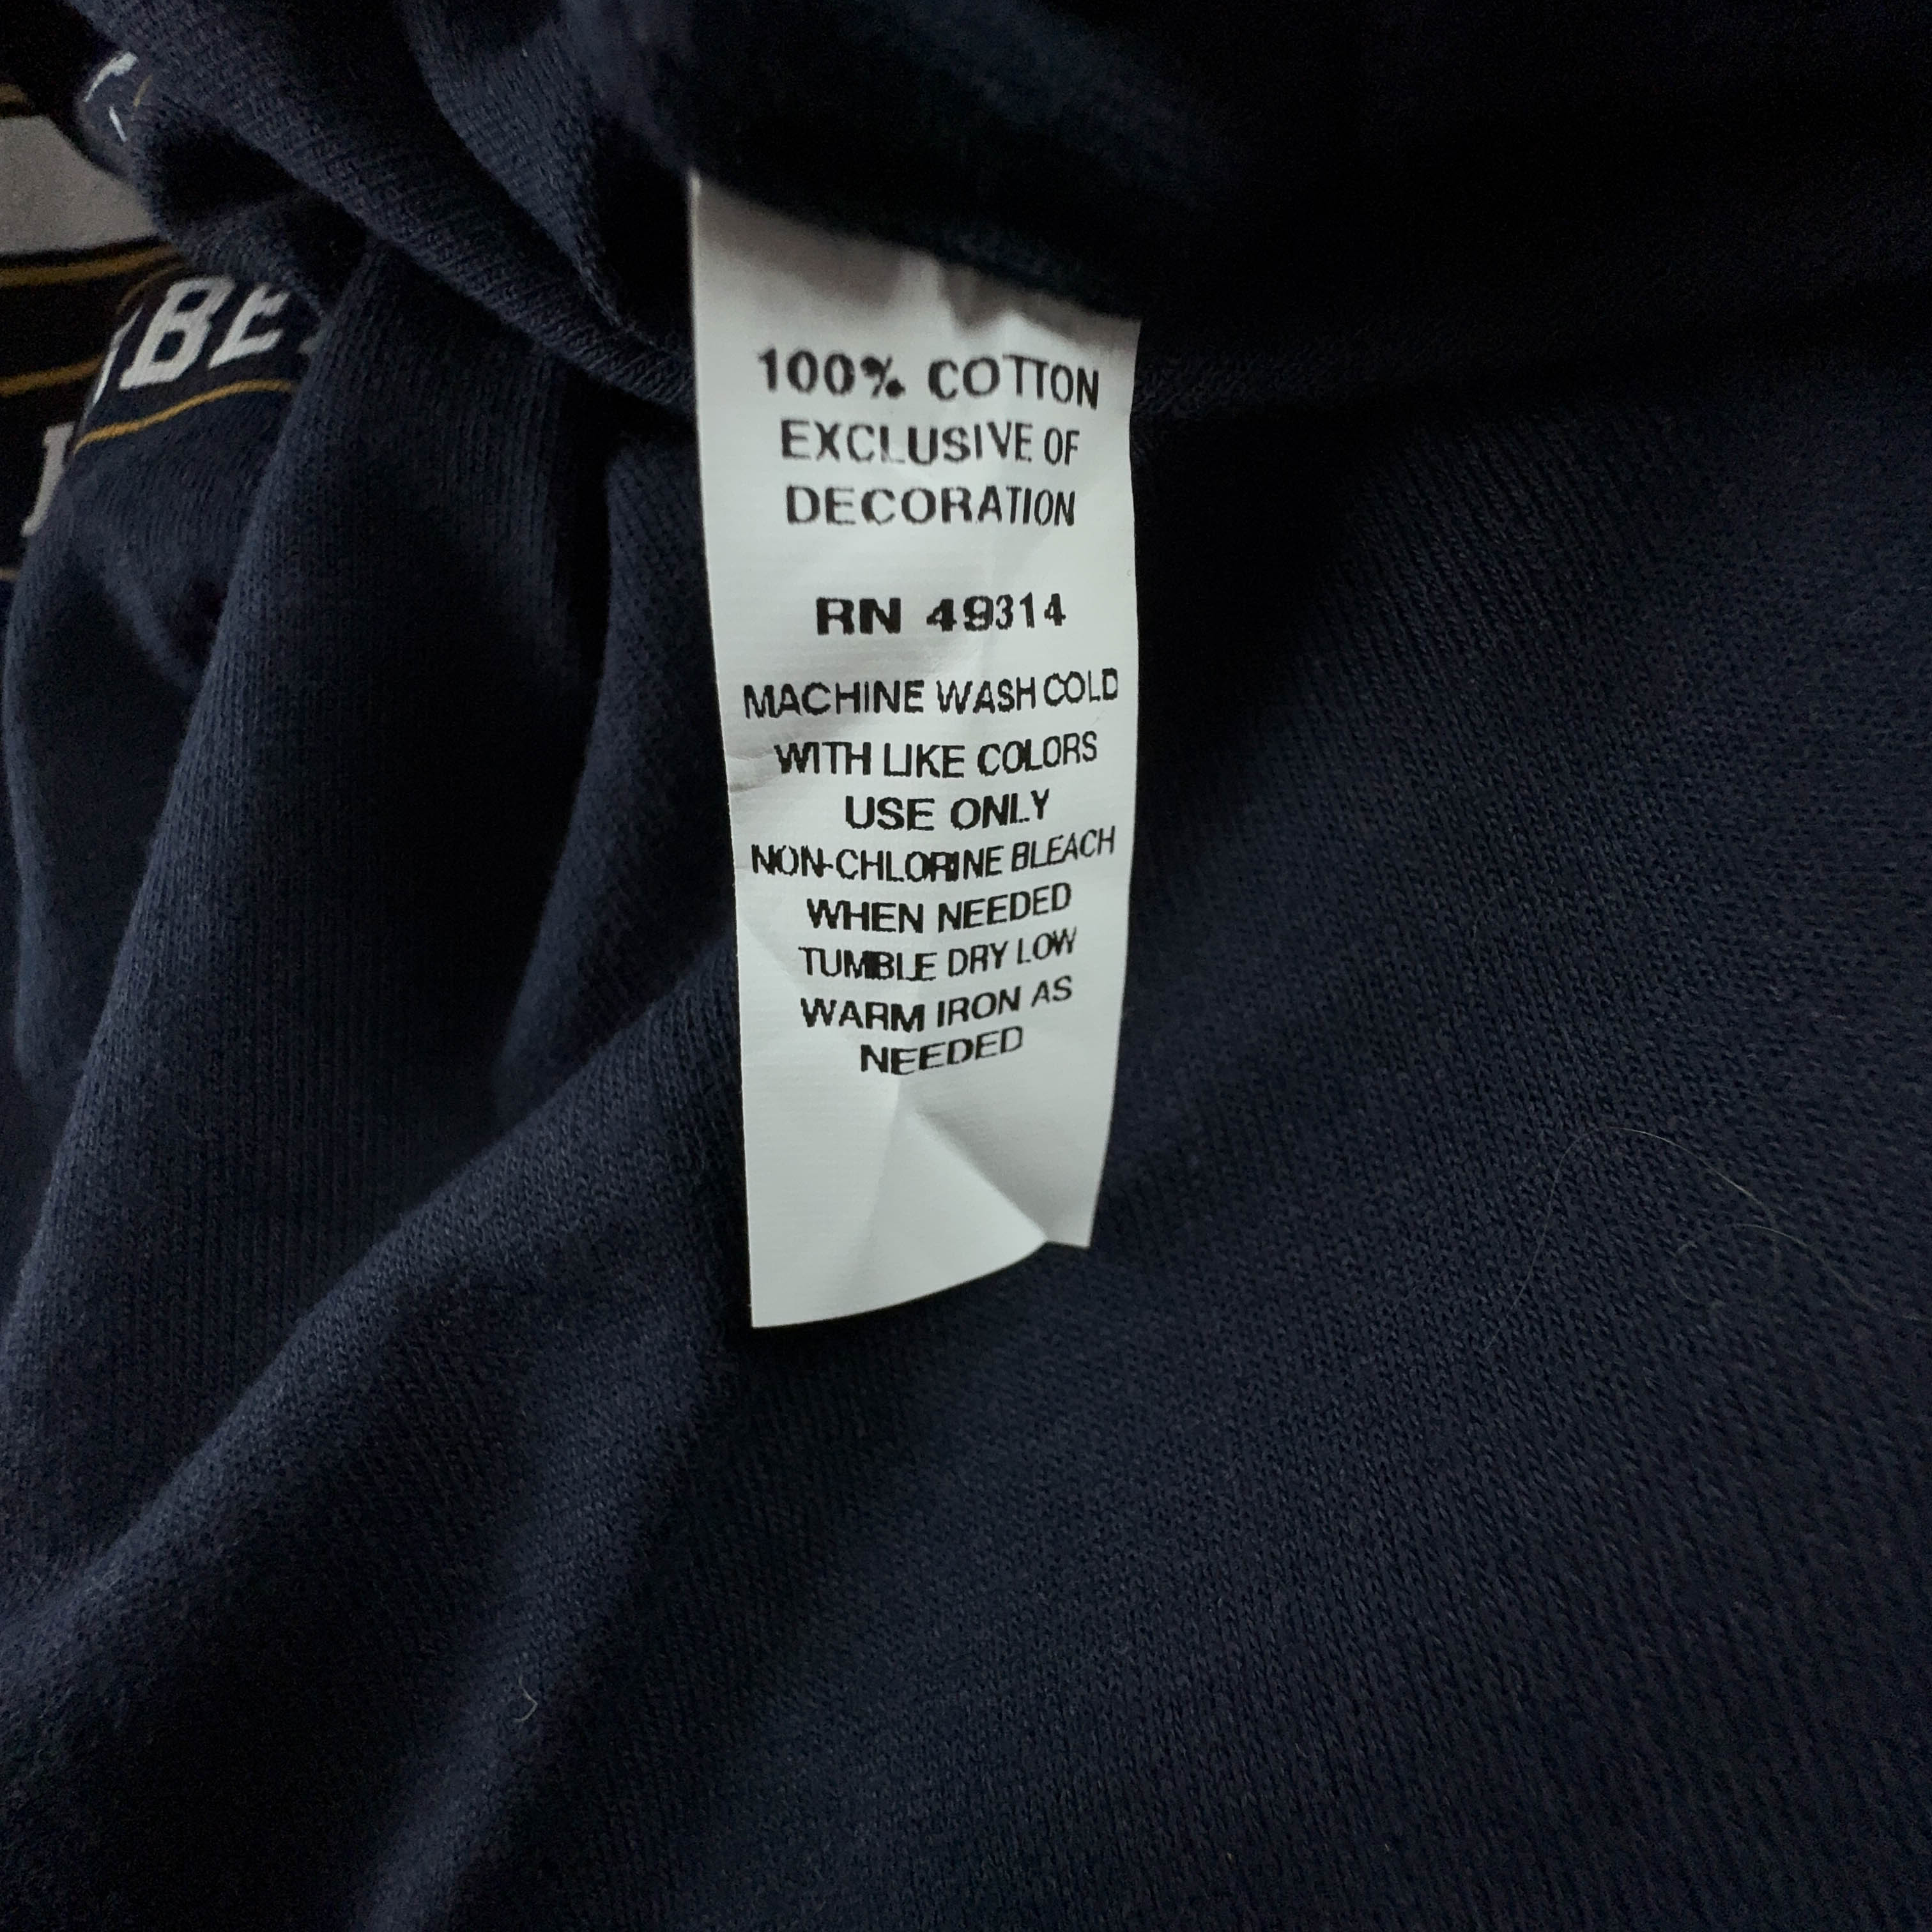 BE
100% COTTON
EXCLUSIVE OF
DECORATION
RN 49314
MACHINE WASH COLD
WITH LIKE COLORS
USE ONLY
NON-CHLORINE BLEACH
WHEN NEEDED
TUMBLE DRY LOW
WARM IRON AS
NEEDED